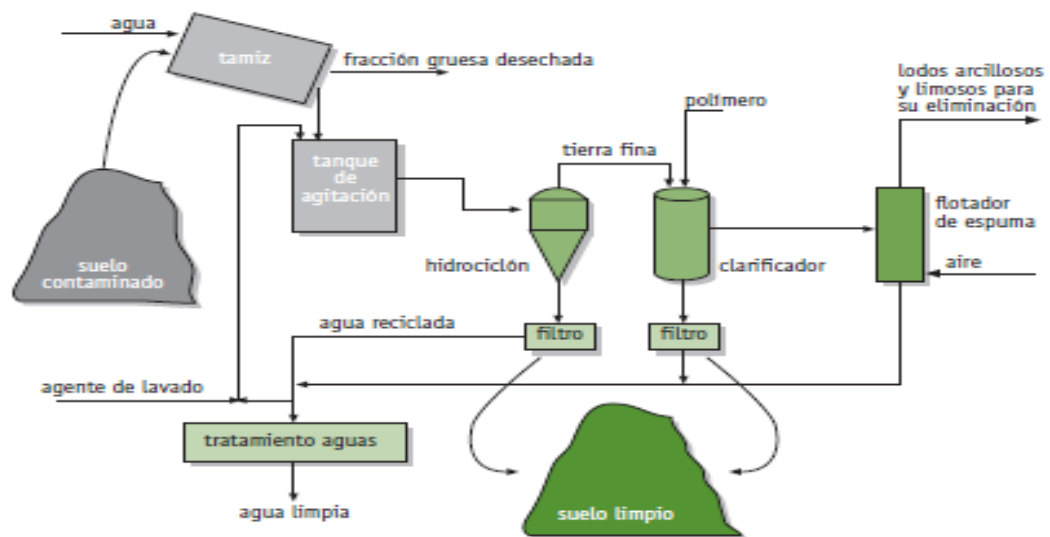 agua
tamiz
fracción gruesa desechada
lodos arcillosos
y limosos para
su eliminación
polímero
tanque
de
agitación
tierra fina
flotador
de espuma
suelo
contaminado
hidrociclón
clarificador
aire
agua reciclada
filtro
filtro
agente de lavado
tratamiento aguas
agua limpia
suelo limpio